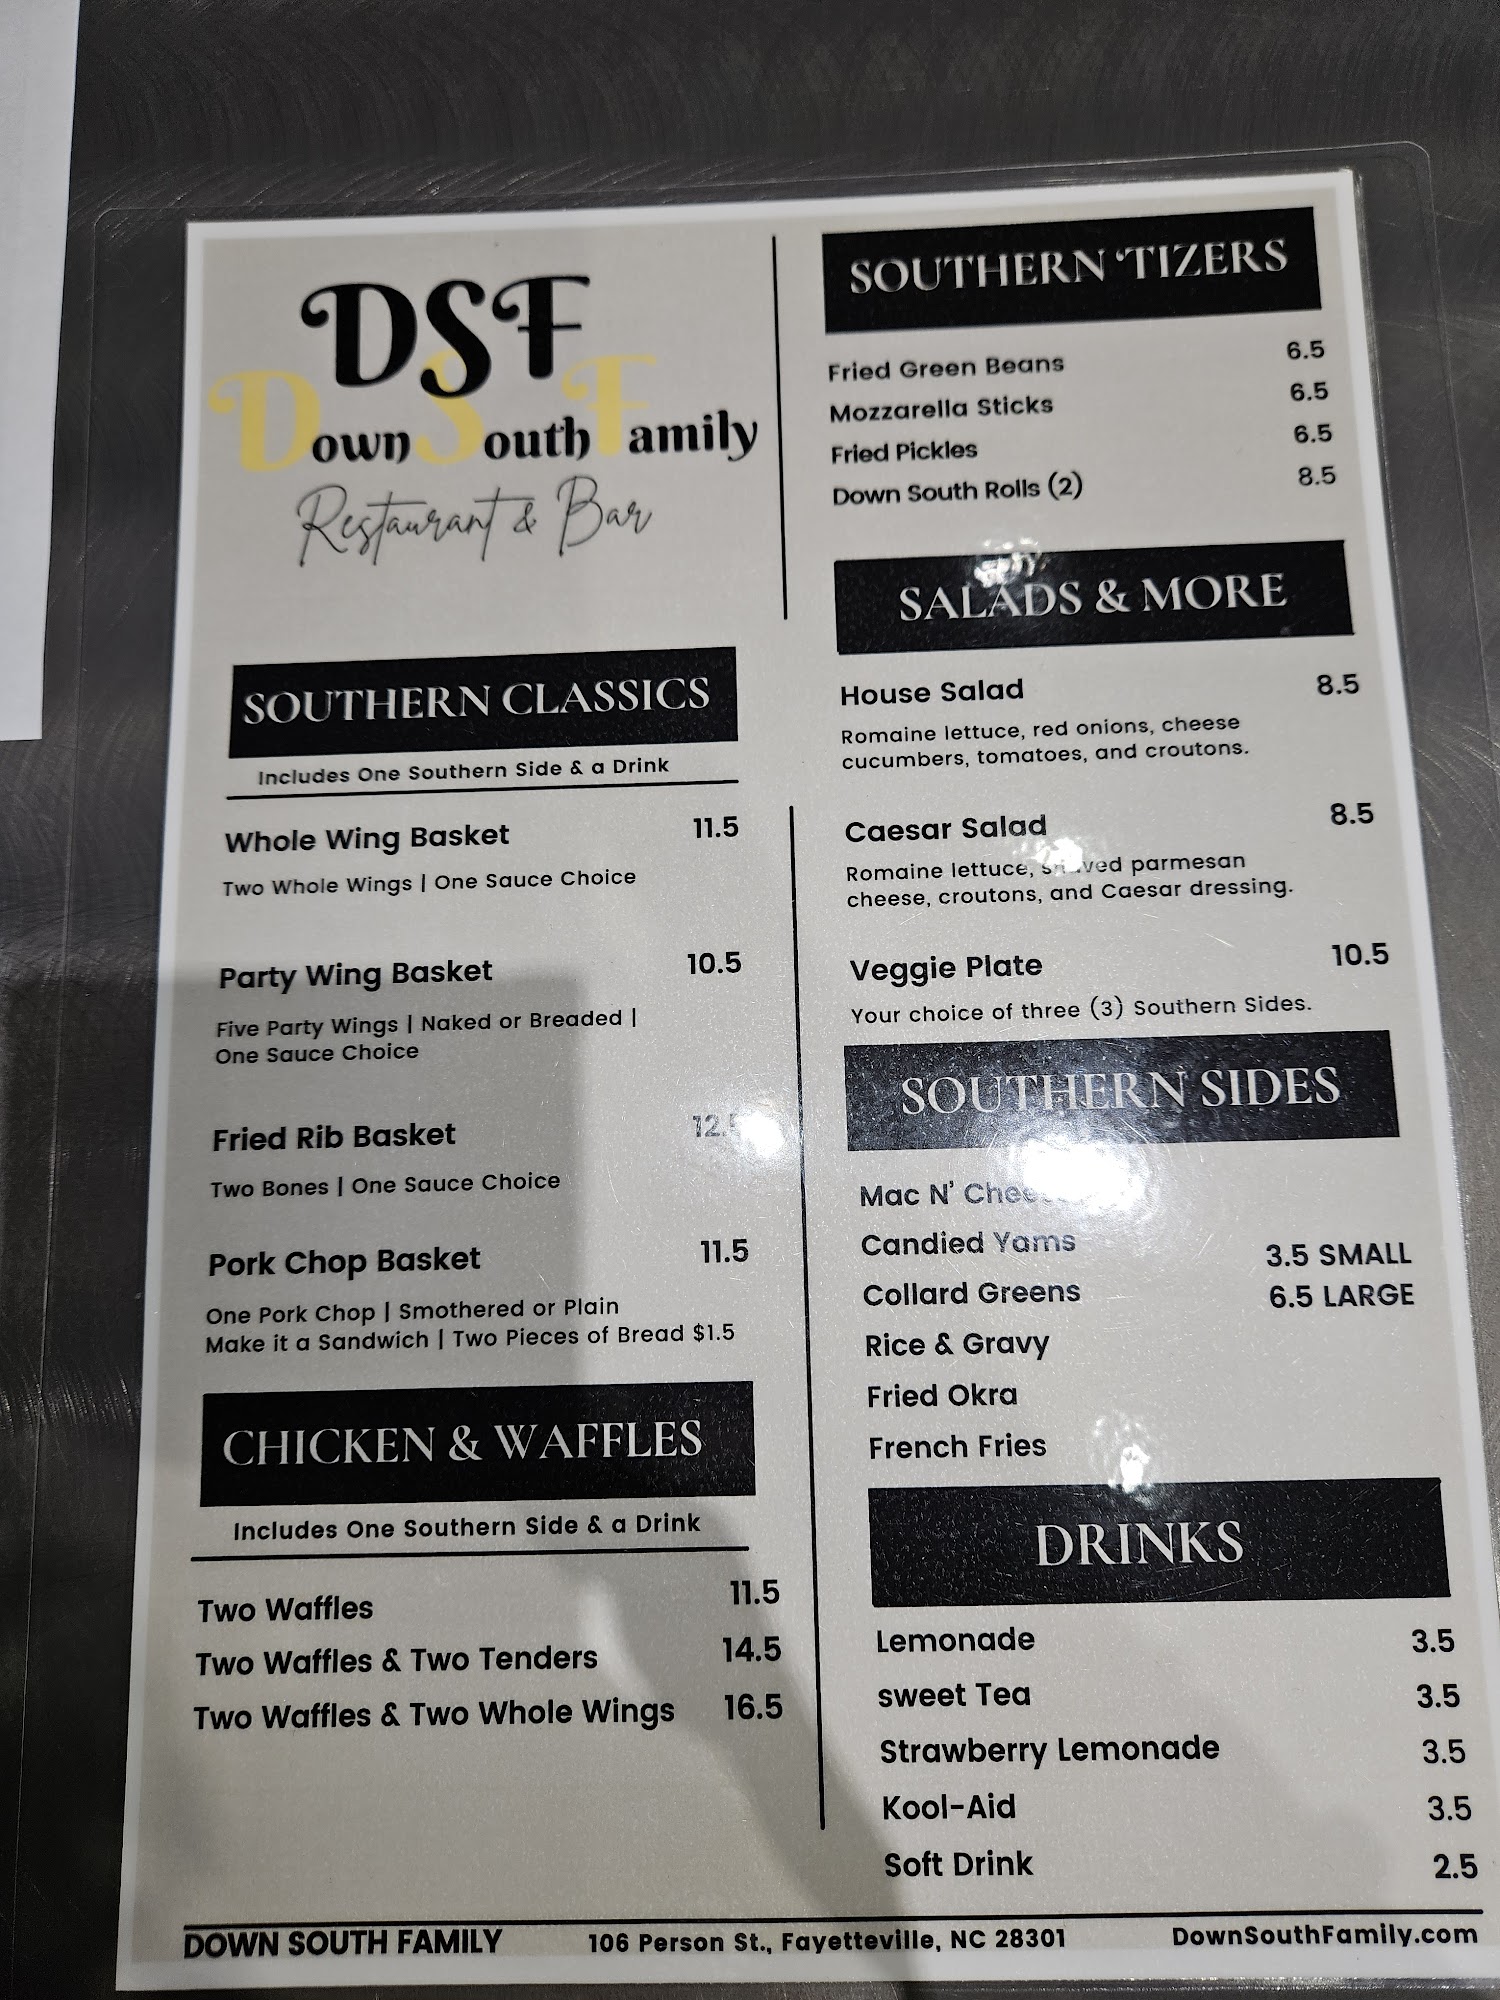 DSF
Down South Family
Restaurant & Bar
SOUTHERN CLASSICS
Includes One Southern Side & a Drink
Whole Wing Basket 11.5
Two Whole Wings | One Sauce Choice
Party Wing Basket 10.5
Five Party Wings | Naked or Breaded |
One Sauce Choice
Fried Rib Basket
Two Bones | One Sauce Choice
Pork Chop Basket 11.5
One Pork Chop | Smothered or Plain
Make it a Sandwich | Two Pieces of Bread $1.5
CHICKEN & WAFFLES
Includes One Southern Side & a Drink
Two Waffles 11.5
Two Waffles & Two Tenders 14.5
Two Waffles & Two Whole Wings 16.5
SOUTHERN 'TIZERS
Fried Green Beans 6.5
Mozzarella Sticks 6.5
Fried Pickles 6.5
Down South Rolls (2) 8.5
SALADS & MORE
House Salad 8.5
Romaine lettuce, red onions, cheese
cucumbers, tomatoes, and croutons.
Caesar Salad 8.5
Romaine lettuce, parmesan
cheese, croutons, and Caesar dressing.
Veggie Plate 10.5
Your choice of three (3) Southern Sides.
SOUTHERN SIDES
Mac N'
Candied Yams
3.5 SMALL
Collard Greens
6.5 LARGE
Rice & Gravy
Fried Okra
French Fries
DRINKS
Lemonade 3.5
sweet Tea 3.5
Strawberry Lemonade 3.5
Kool-Aid 3.5
Soft Drink 2.5
DOWN SOUTH FAMILY 106 Person St., Fayetteville, NC 28301 DownSouthFamily.com